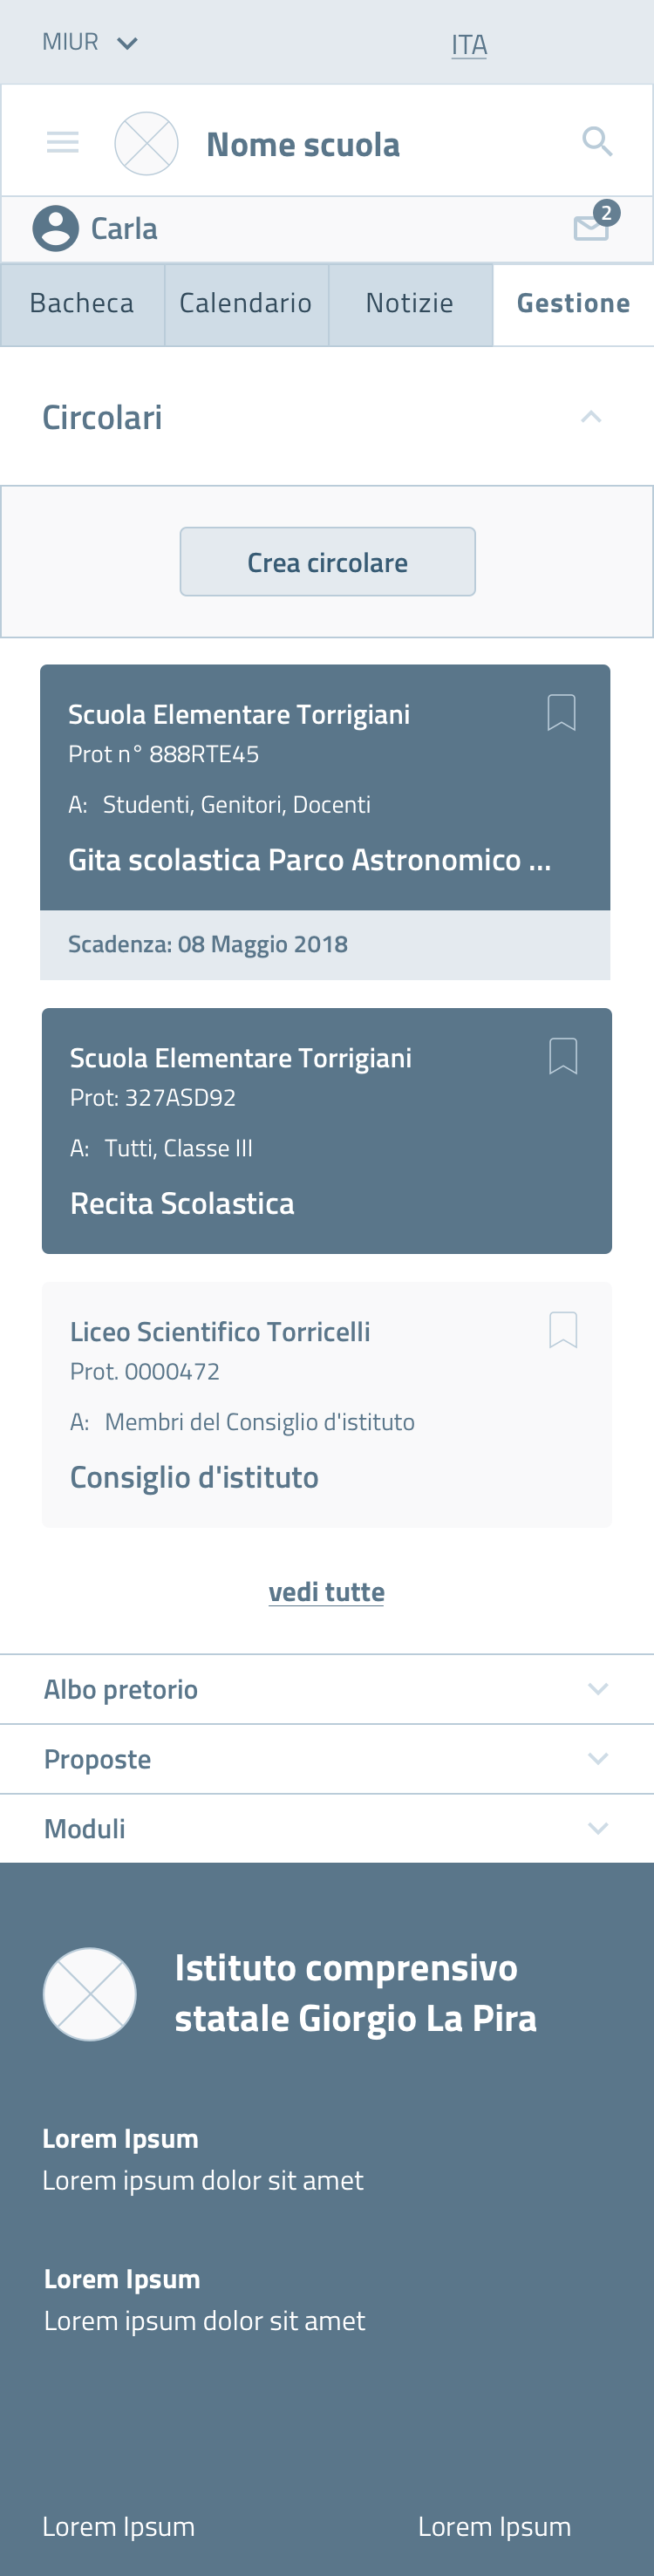 MIUR
ITA
Nome scuola
Carla
2
Bacheca
Calendario
Notizie
Gestione
Circolari
Crea circolare
Scuola Elementare Torrigiani
Prot n° 888RTE45
A: Studenti, Genitori, Docenti
Gita scolastica Parco Astronomico ...
Scadenza: 08 Maggio 2018
Scuola Elementare Torrigiani
Prot: 327ASD92
A: Tutti, Classe III
Recita Scolastica
Liceo Scientifico Torricelli
Prot. 0000472
A: Membri del Consiglio d'istituto
Consiglio d'istituto
vedi tutte
Albo pretorio
Proposte
Moduli
Istituto comprensivo
statale Giorgio La Pira
Lorem Ipsum
Lorem ipsum dolor sit amet
Lorem Ipsum
Lorem ipsum dolor sit amet
Lorem Ipsum
Lorem Ipsum